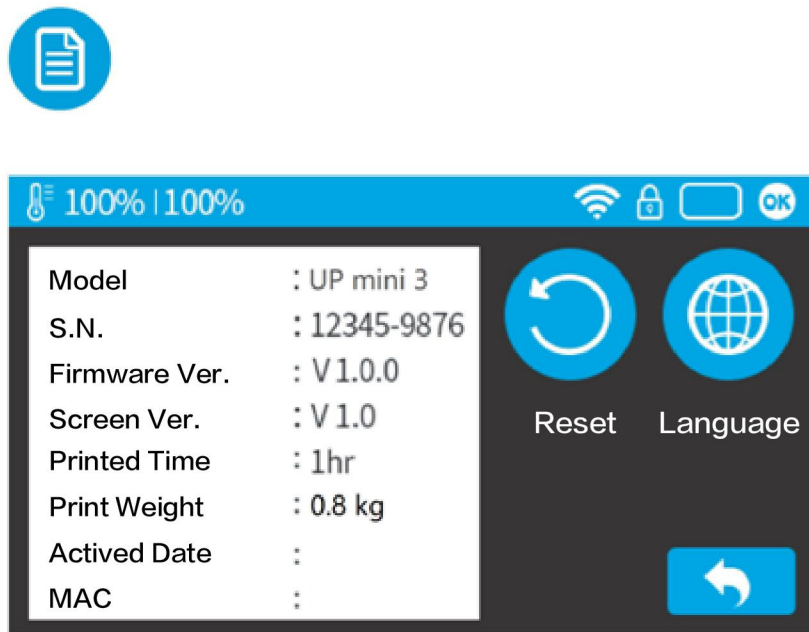 100% | 100%
OK
Model : UP mini 3
S.N. : 12345-9876
Firmware Ver. : V 1.0.0
Screen Ver. : V 1.0
Printed Time : 1hr
Print Weight : 0.8 kg
Actived Date :
MAC :
Reset
Language